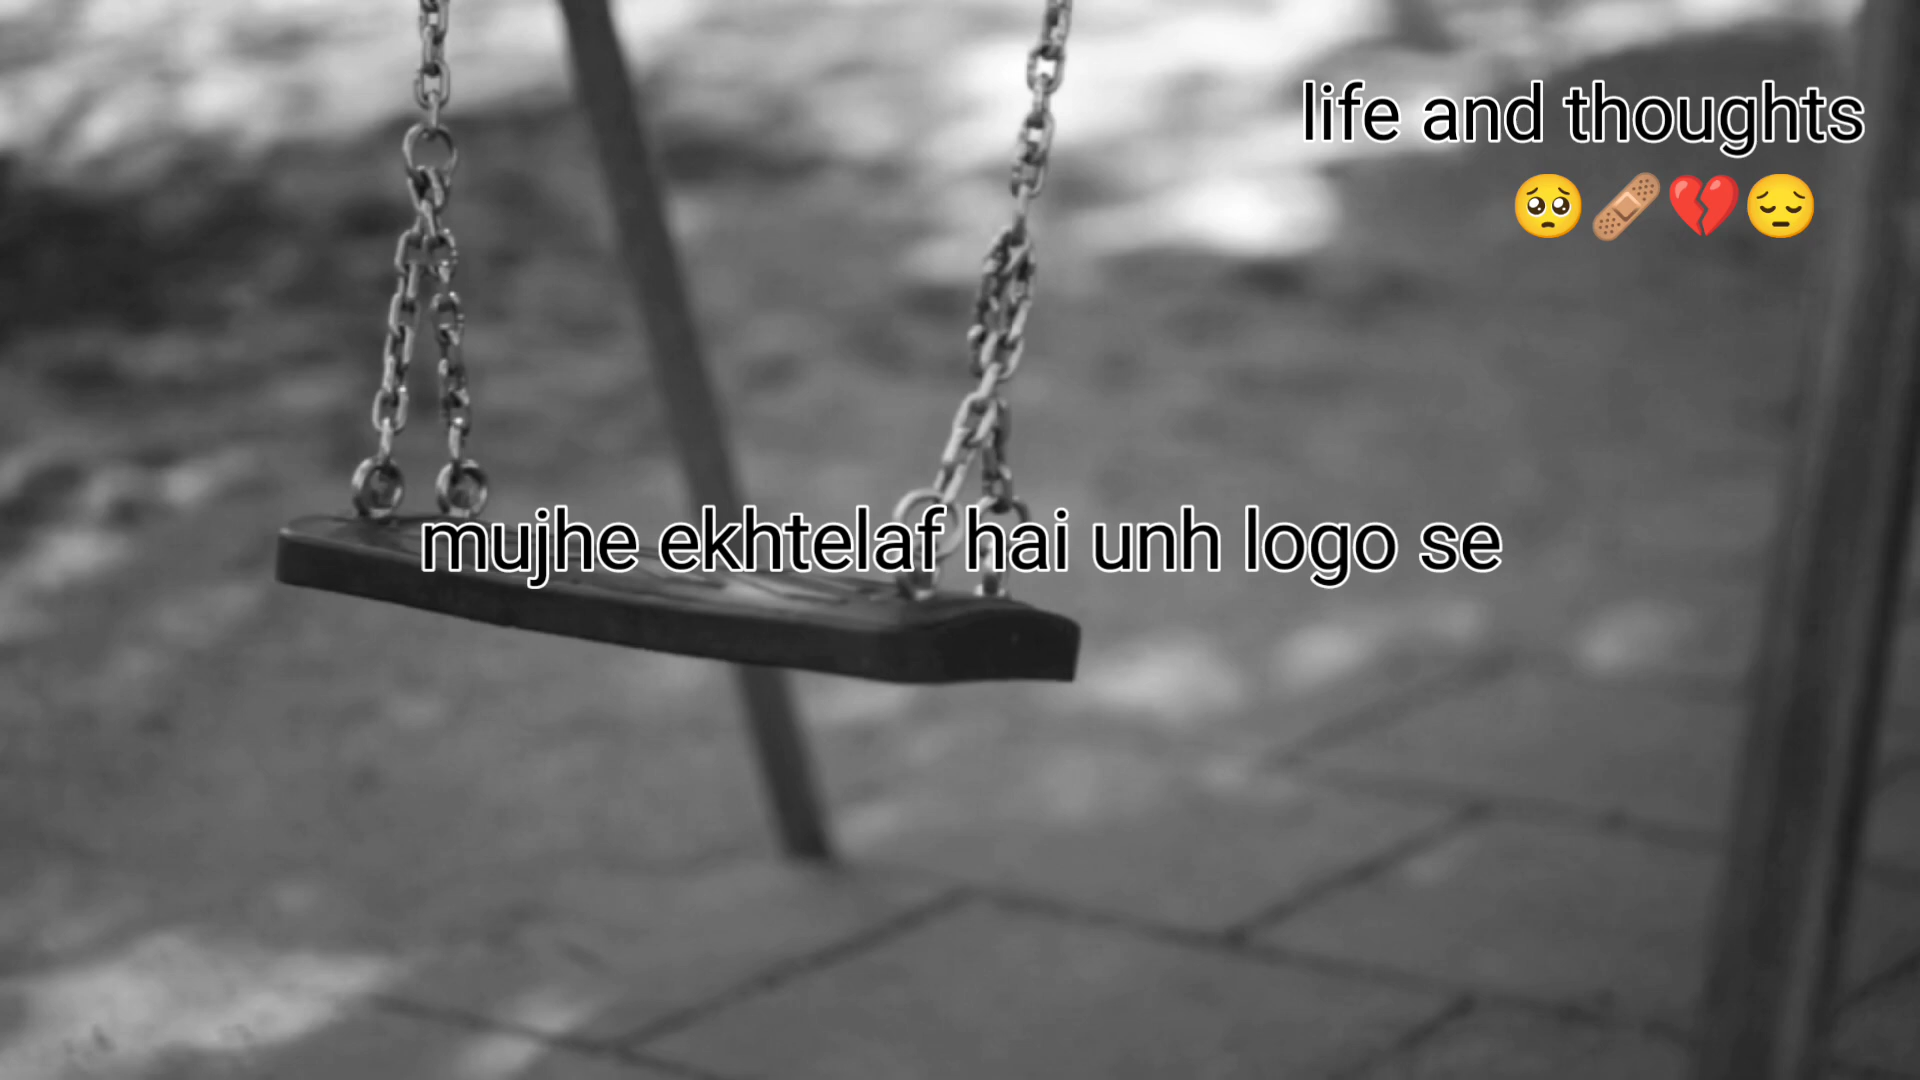 life and thoughts
🥺🩹💔😔
mujhe ekhtelaf hai unh logo se